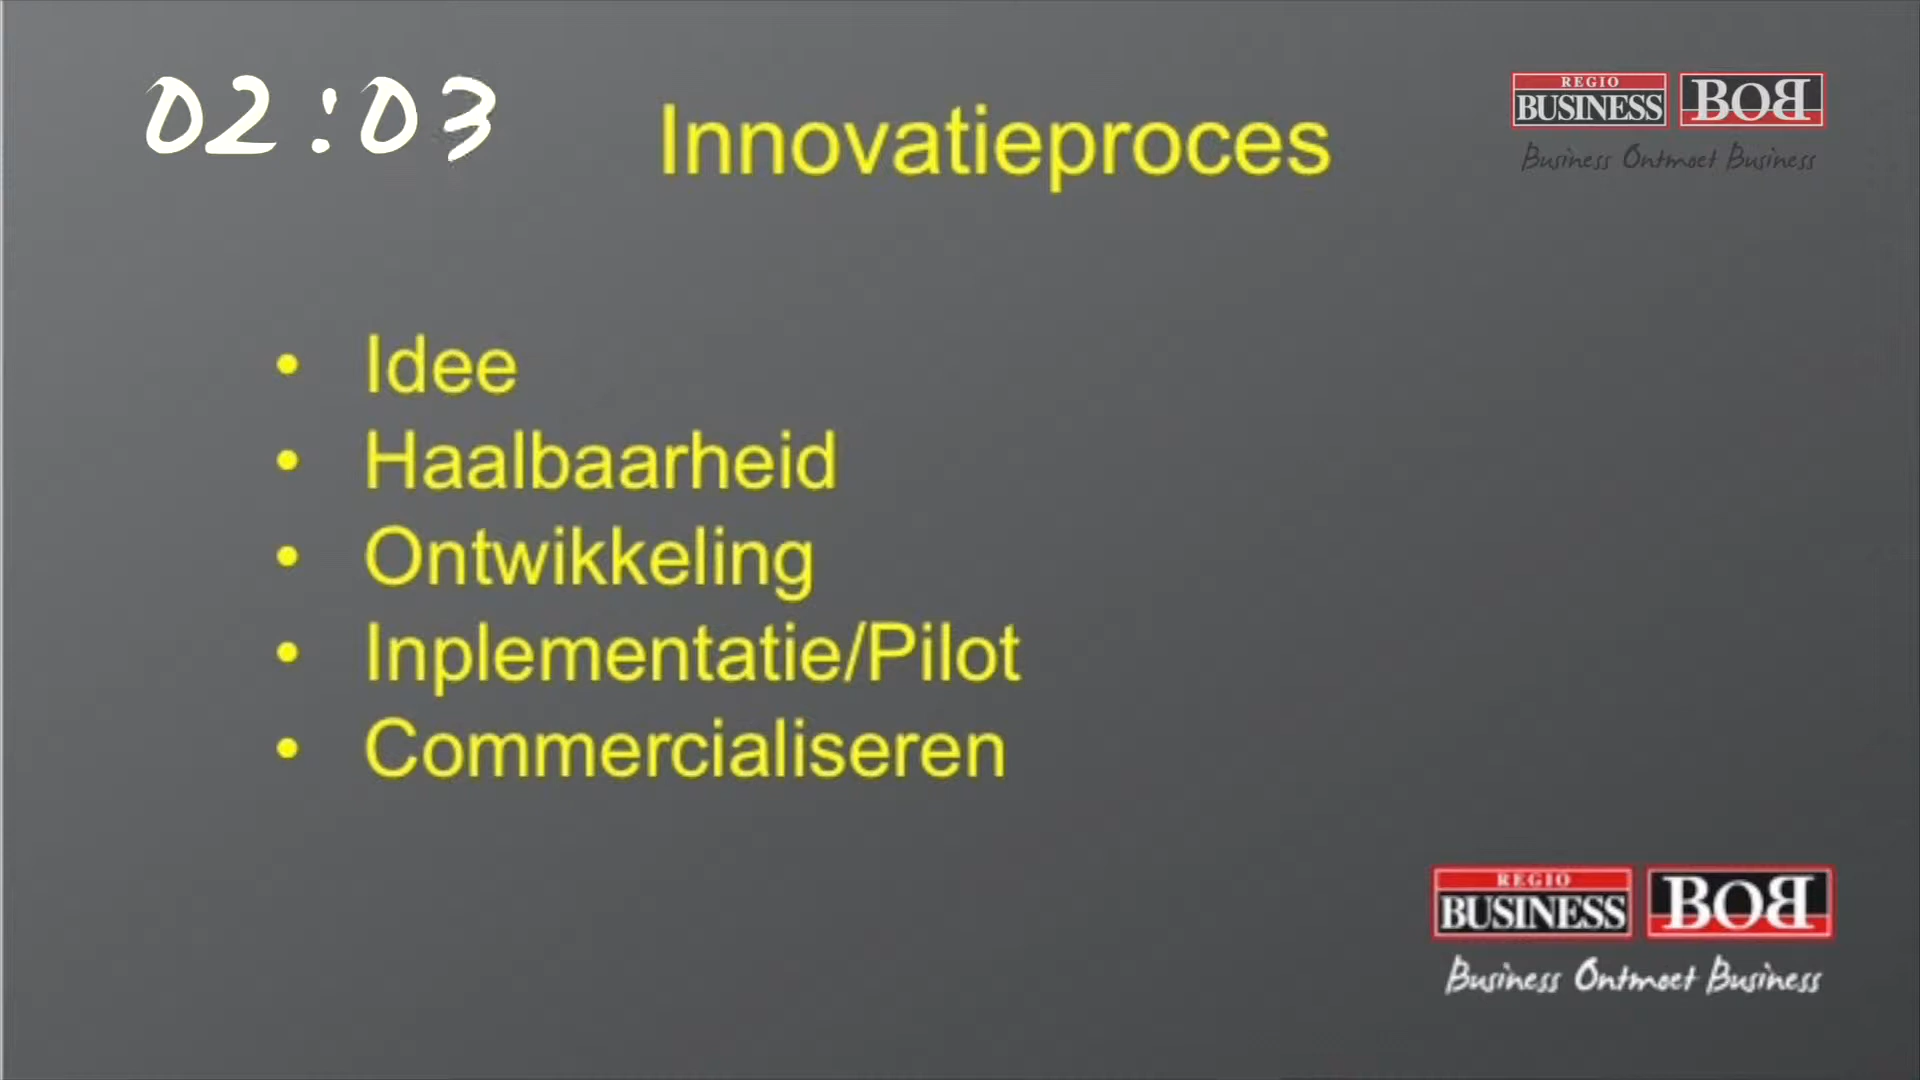 02:03
Innovatieproces
REGIO
BUSINESS BOB
Business Ontmoet Business
• Idee
• Haalbaarheid
• Ontwikkeling
• Inplementatie/Pilot
• Commercialiseren
REGIO
BUSINESS BOB
Business Ontmoet Business